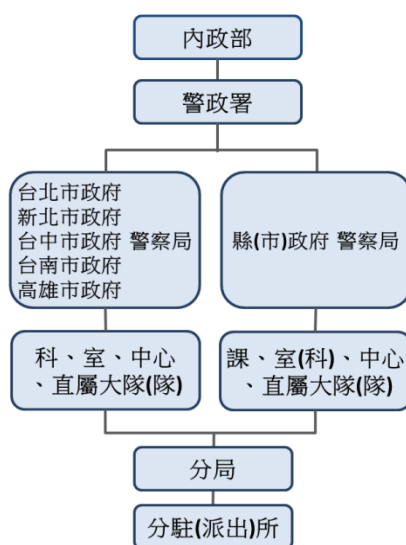 內政部
警政署
台北市政府
新北市政府
台中市政府 警察局
台南市政府
高雄市政府
縣(市)政府 警察局
科、室、中心
、直屬大隊(隊)
課、室(科)、中心
、直屬大隊(隊)
分局
分駐(派出)所